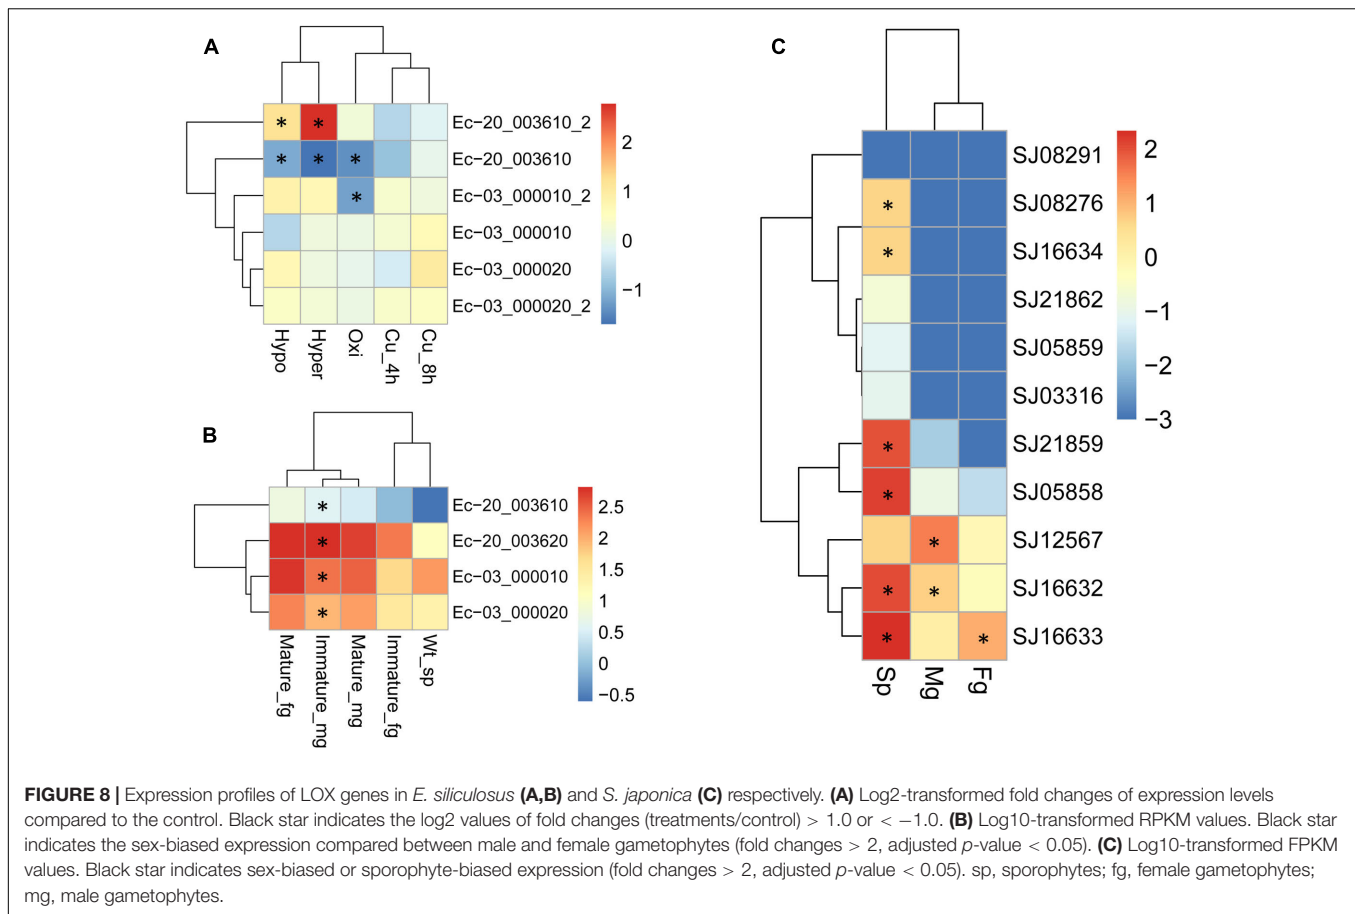 A
Ec-20_003610_2
Ec-20_003610
Ec-03_000010_2
Ec-03_000010
Ec-03_000020
Ec-03_000020_2
* *
* * *
*
Hypo
Hyper
Oxi
Cu_4h
Cu_8h
2
1
0
−1
B
Ec-20_003610
Ec-20_003620
Ec-03_000010
Ec-03_000020
*
*
*
*
Mature_fg
Immature_mg
Mature_mg
Immature_fg
Wt_sp
2.5
2
1.5
1
0.5
0
−0.5
C
SJ08291
SJ08276
SJ16634
SJ21862
SJ05859
SJ03316
SJ21859
SJ05858
SJ12567
SJ16632
SJ16633
*
*
*
*
*
* *
* *
Sp
Mg
Fg
2
1
0
−1
−2
−3
FIGURE 8 | Expression profiles of LOX genes in E. siliculosus (A,B) and S. japonica (C) respectively. (A) Log2-transformed fold changes of expression levels
compared to the control. Black star indicates the log2 values of fold changes (treatments/control) > 1.0 or < −1.0. (B) Log10-transformed RPKM values. Black star
indicates the sex-biased expression compared between male and female gametophytes (fold changes > 2, adjusted p-value < 0.05). (C) Log10-transformed FPKM
values. Black star indicates sex-biased or sporophyte-biased expression (fold changes > 2, adjusted p-value < 0.05). sp, sporophytes; fg, female gametophytes;
mg, male gametophytes.